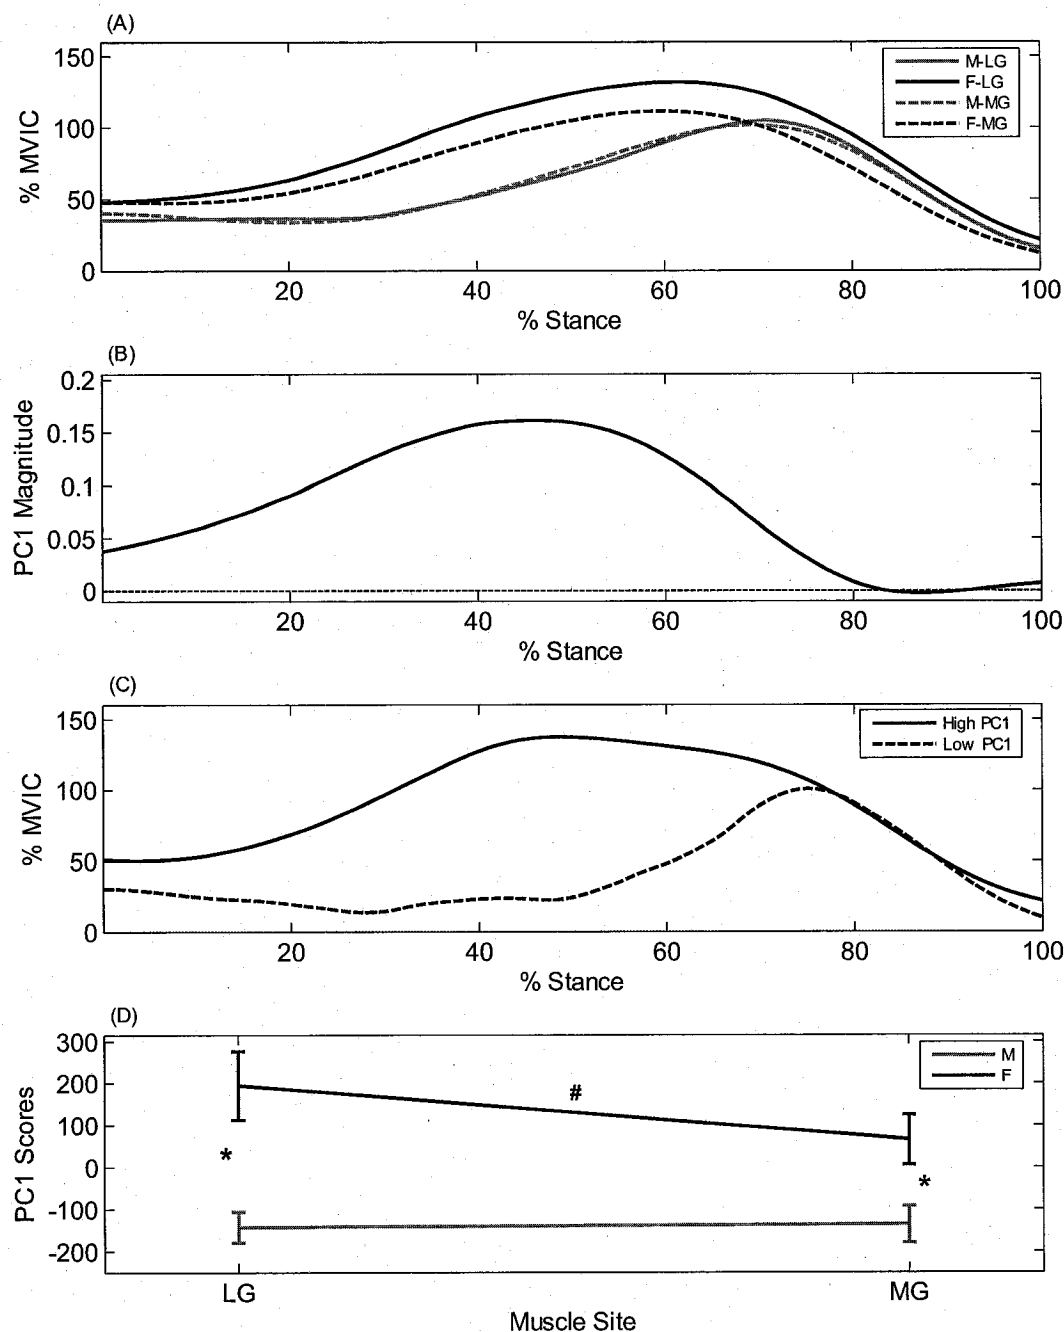 (A)
150
100
50
0
% MVIC
M-LG
F-LG
M-MG
F-MG
20 40 60 80 100
% Stance
(B)
0.2
0.15
0.1
0.05
0
PC1 Magnitude
20 40 60 80 100
% Stance
(C)
150
100
50
0
% MVIC
High PC1
Low PC1
0 20 40 60 80 100
% Stance
(D)
300
200
100
0
-100
-200
PC1 Scores
M
F
#
*
*
LG MG
Muscle Site